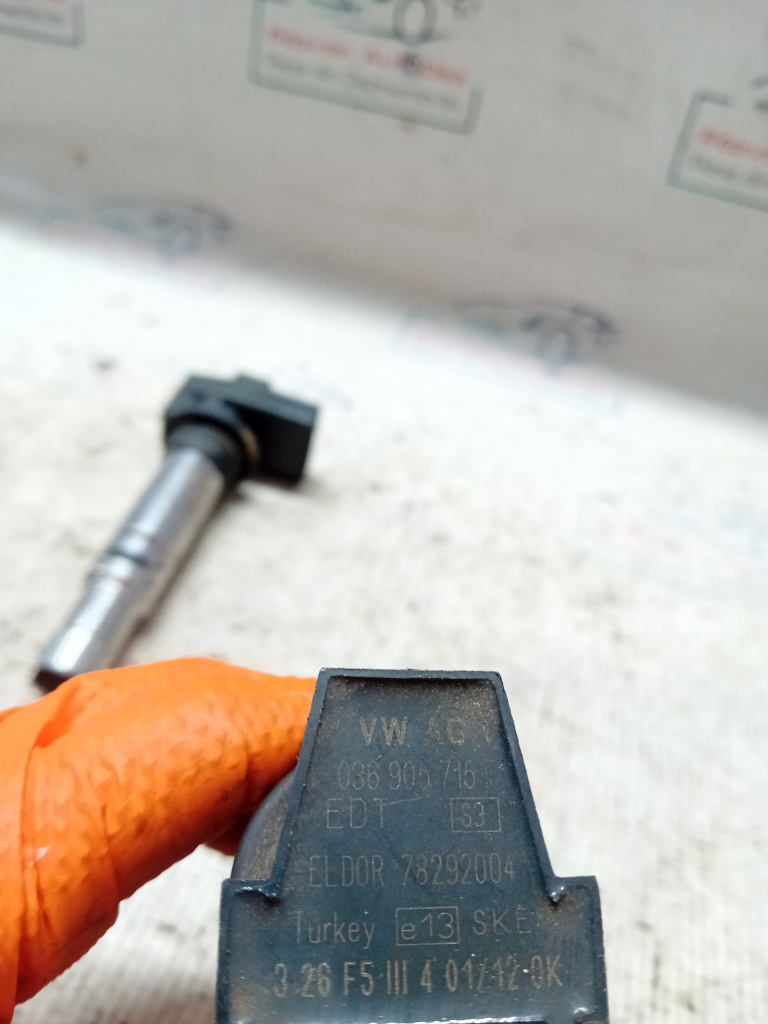 VW AG
036 905 715
EDT S3
ELDOR 78292004
Turkey e13 SKE
3 26 F5 III 4 01/12 OK